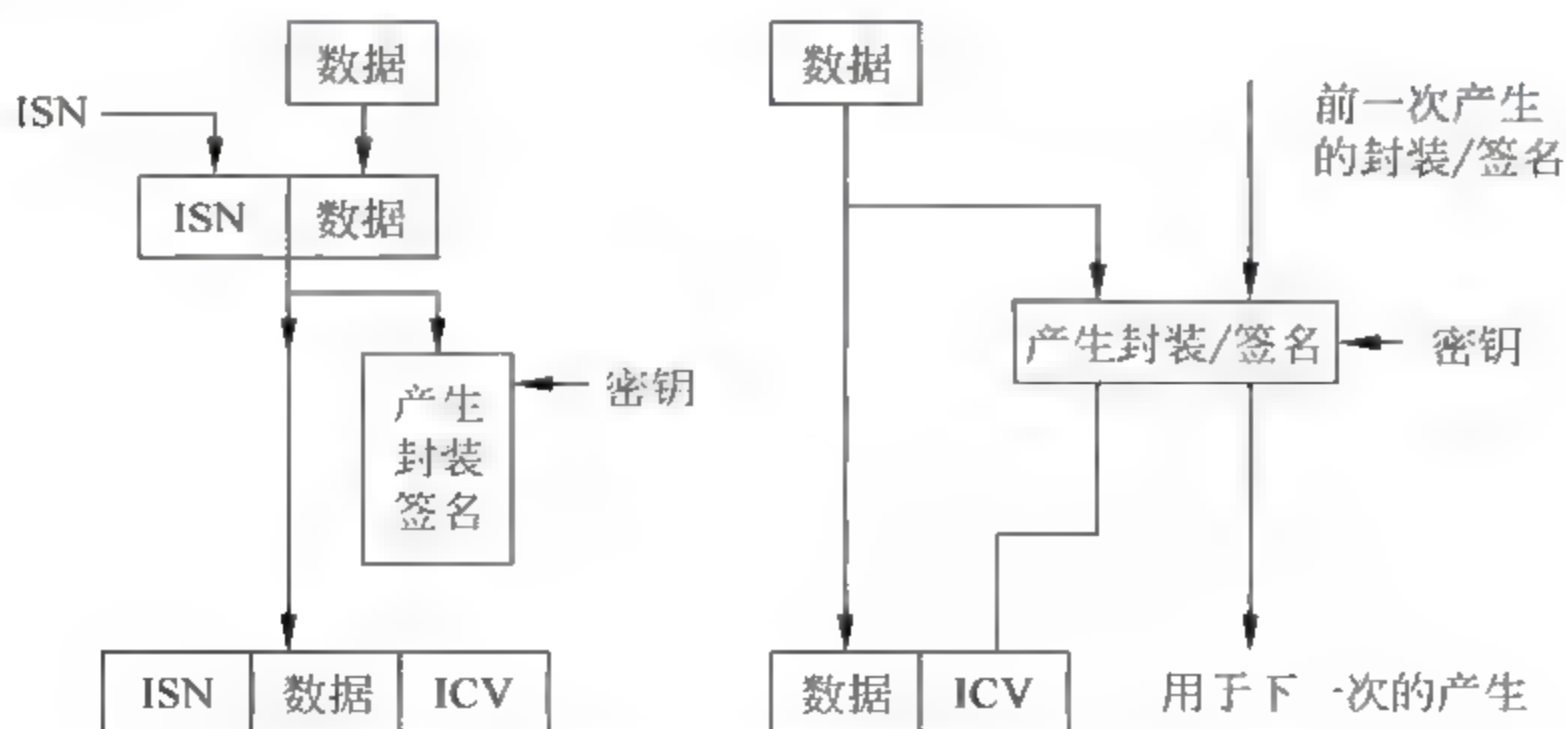 数据
ISN
ISN 数据
产生
封装
签名
密钥
ISN 数据 ICV
数据
前一次产生
的封装/签名
产生封装/签名
密钥
数据 ICV
用于下一次的产生